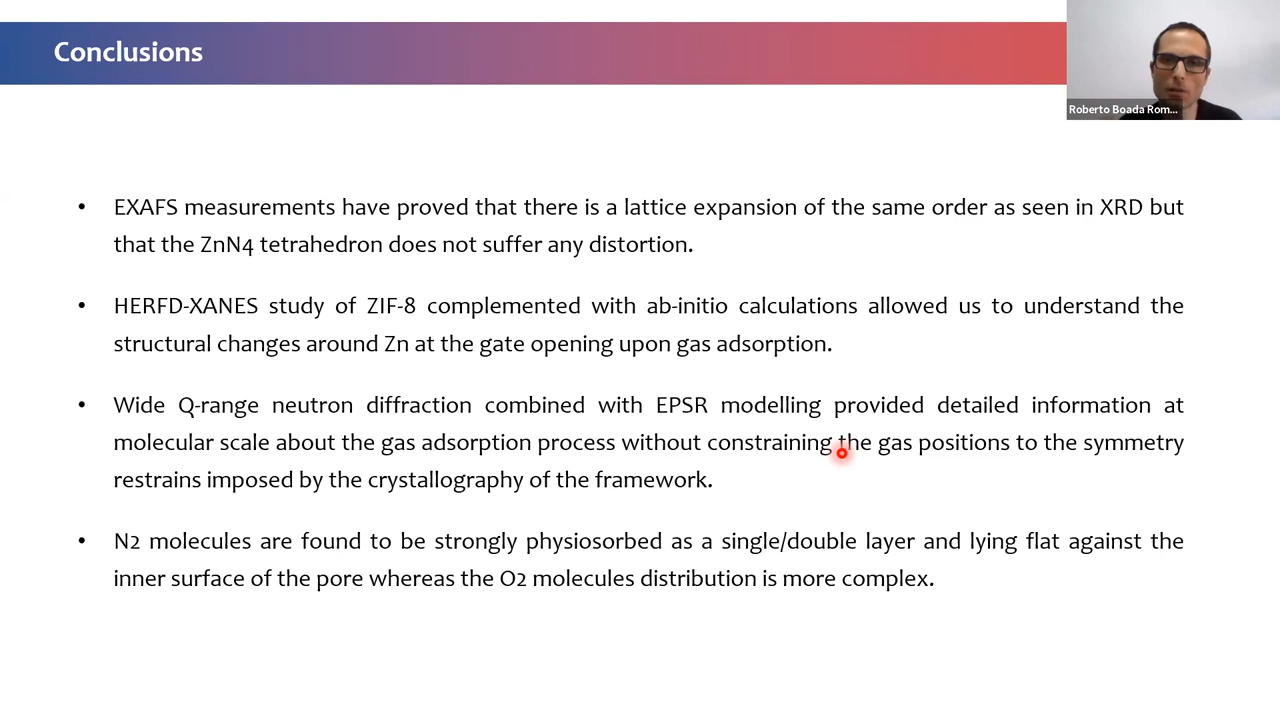 Conclusions
Roberto Boada Rom...
• EXAFS measurements have proved that there is a lattice expansion of the same order as seen in XRD but
that the ZnN4 tetrahedron does not suffer any distortion.
• HERFD-XANES study of ZIF-8 complemented with ab-initio calculations allowed us to understand the
structural changes around Zn at the gate opening upon gas adsorption.
• Wide Q-range neutron diffraction combined with EPSR modelling provided detailed information at
molecular scale about the gas adsorption process without constraining the gas positions to the symmetry
restrains imposed by the crystallography of the framework.
• N2 molecules are found to be strongly physiosorbed as a single/double layer and lying flat against the
inner surface of the pore whereas the O2 molecules distribution is more complex.